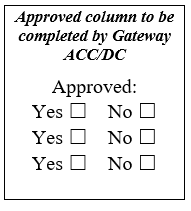 Approved column to be
completed by Gateway
ACC/DC
Approved:
Yes ☐ No ☐
Yes ☐ No ☐
Yes ☐ No ☐